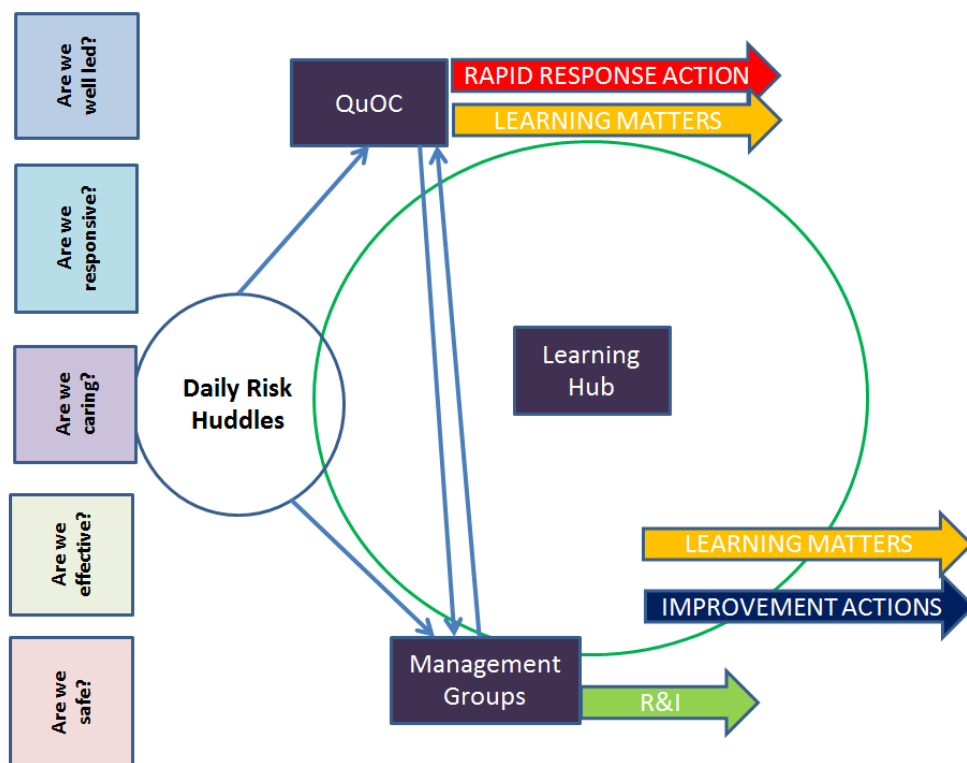 Are we
well led?
Are we
responsive?
Are we
caring?
Are we
effective?
Are we
safe?
QuOC
RAPID RESPONSE ACTION
LEARNING MATTERS
Daily Risk
Huddles
Learning
Hub
LEARNING MATTERS
IMPROVEMENT ACTIONS
Management
Groups
R&I